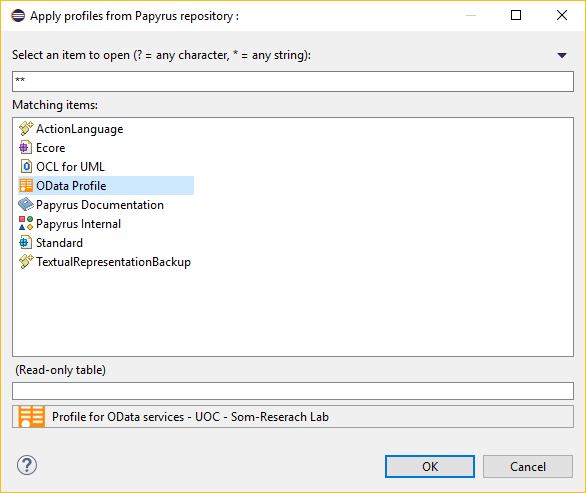 Apply profiles from Papyrus repository :
Select an item to open (? = any character, * = any string):
**
Matching items:
ActionLanguage
Ecore
OCL for UML
OData Profile
Papyrus Documentation
Papyrus Internal
Standard
TextualRepresentationBackup
(Read-only table)
Profile for OData services - UOC - Som-Reserach Lab
?
OK
Cancel